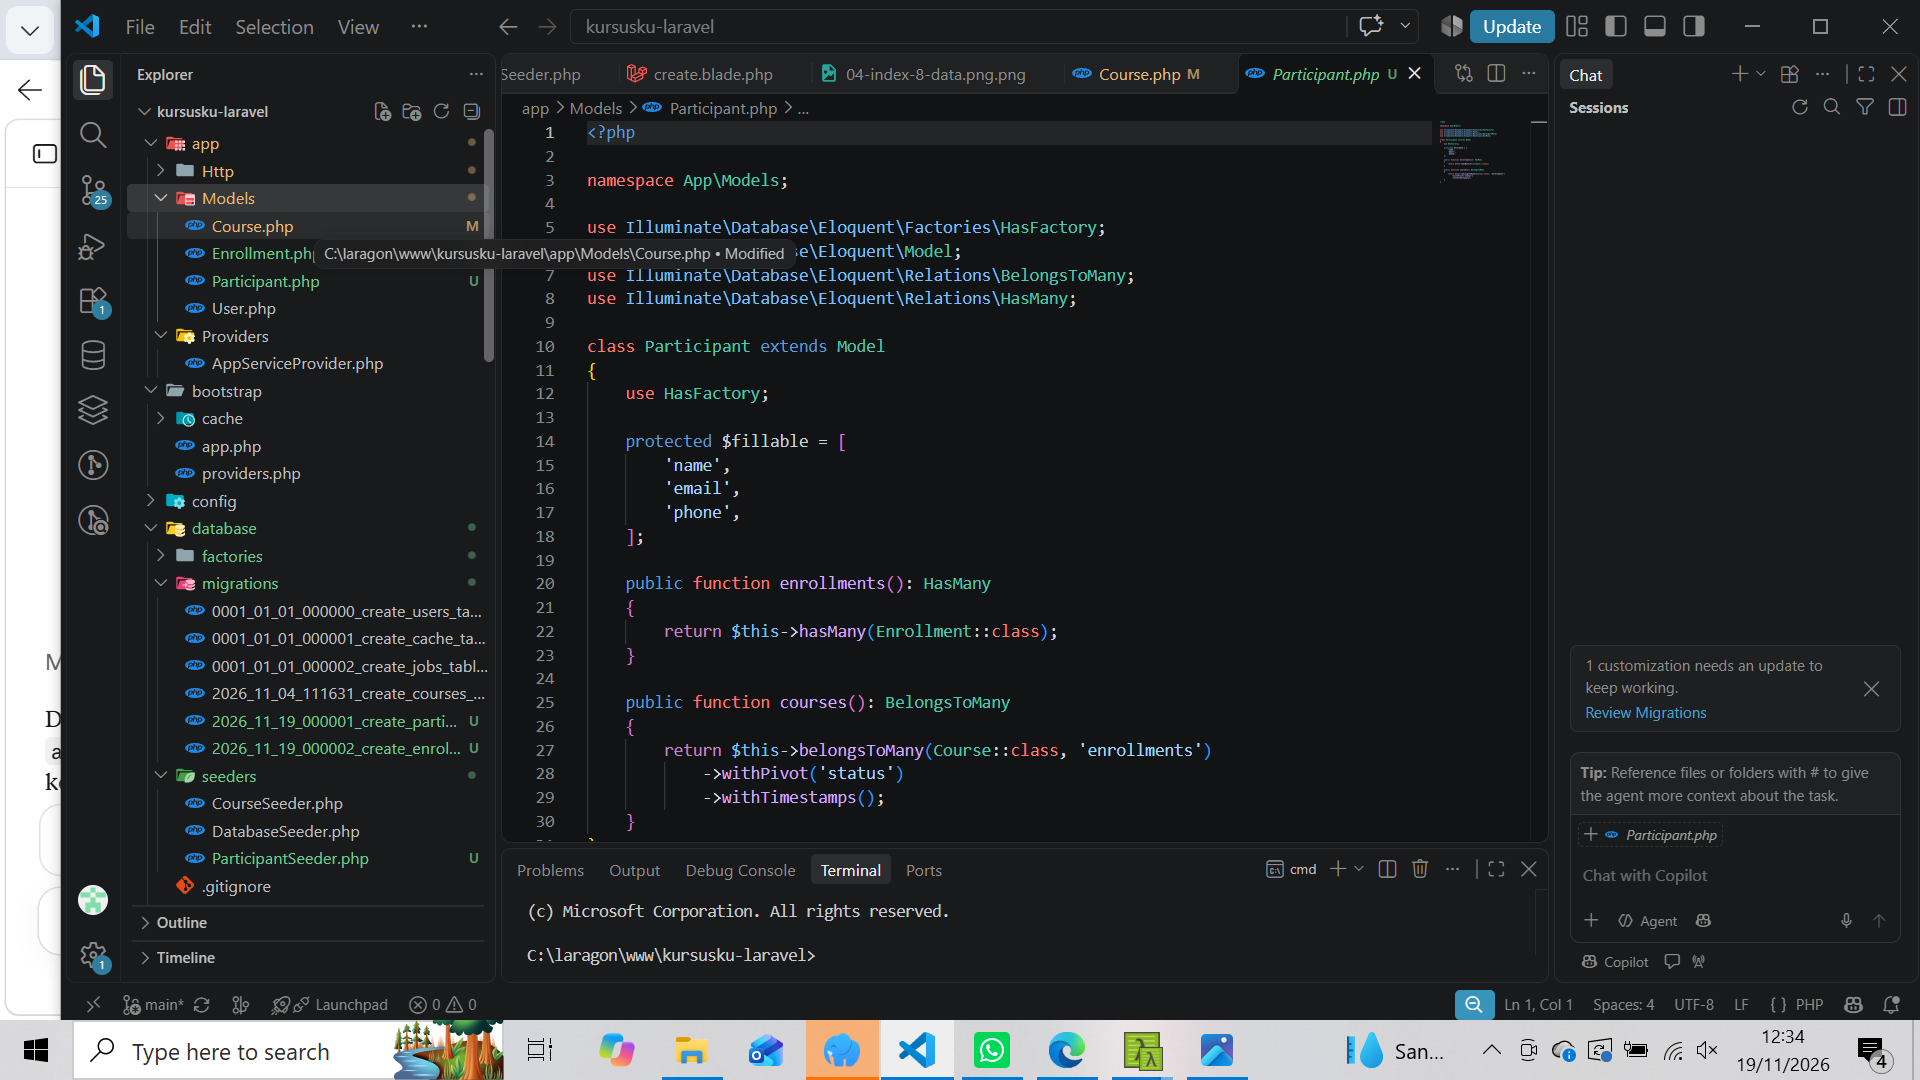 File Edit Selection View ···
kursusku-laravel
Update
Explorer
kursusku-laravel
app
Http
Models
Course.php M
Enrollment.php
Participant.php U
User.php
Providers
AppServiceProvider.php
bootstrap
cache
app.php
providers.php
config
database
factories
migrations
0001_01_01_000000_create_users_ta...
0001_01_01_000001_create_cache_ta...
0001_01_01_000002_create_jobs_tabl...
2026_11_04_111631_create_courses_...
2026_11_19_000001_create_parti... U
2026_11_19_000002_create_enrol... U
seeders
CourseSeeder.php
DatabaseSeeder.php
ParticipantSeeder.php U
.gitignore
Outline
Timeline
25
1
1
C:\laragon\www\kursusku-laravel\app\Models\Course.php • Modified
Seeder.php create.blade.php 04-index-8-data.png.png Course.php M Participant.php U
app > Models > Participant.php > ...
1 <?php
2
3 namespace App\Models;
4
5 use Illuminate\Database\Eloquent\Factories\HasFactory;
se\Eloquent\Model;
7 use Illuminate\Database\Eloquent\Relations\BelongsToMany;
8 use Illuminate\Database\Eloquent\Relations\HasMany;
9
10 class Participant extends Model
11 {
12 use HasFactory;
13
14 protected $fillable = [
15 'name',
16 'email',
17 'phone',
18 ];
19
20 public function enrollments(): HasMany
21 {
22 return $this->hasMany(Enrollment::class);
23 }
24
25 public function courses(): BelongsToMany
26 {
27 return $this->belongsToMany(Course::class, 'enrollments')
28 ->withPivot('status')
29 ->withTimestamps();
30 }
Problems Output Debug Console Terminal Ports
cmd
(c) Microsoft Corporation. All rights reserved.
C:\laragon\www\kursusku-laravel>
Chat
Sessions
1 customization needs an update to
keep working.
Review Migrations
Tip: Reference files or folders with # to give
the agent more context about the task.
Participant.php
Chat with Copilot
Agent
Copilot
main* Launchpad 0 0
Ln 1, Col 1 Spaces: 4 UTF-8 LF { } PHP
Type here to search
San...
12:34
19/11/2026
4